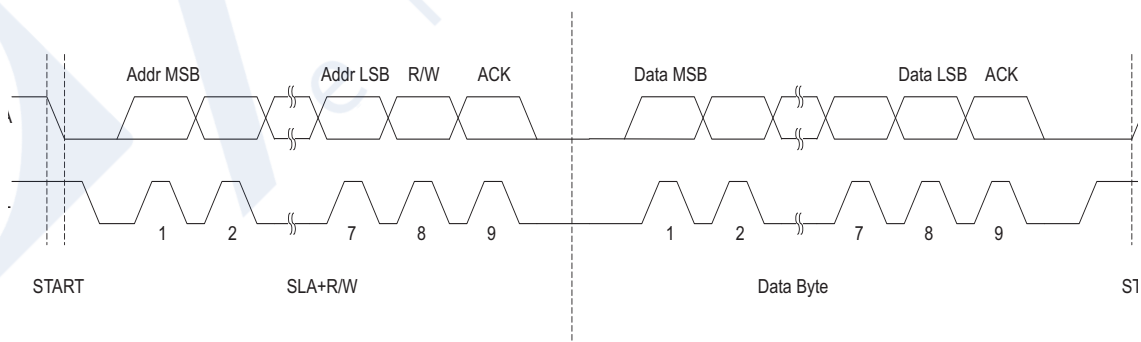 Addr MSB Addr LSB R/W ACK Data MSB Data LSB ACK
1 2 7 8 9 1 2 7 8 9
START SLA+R/W Data Byte